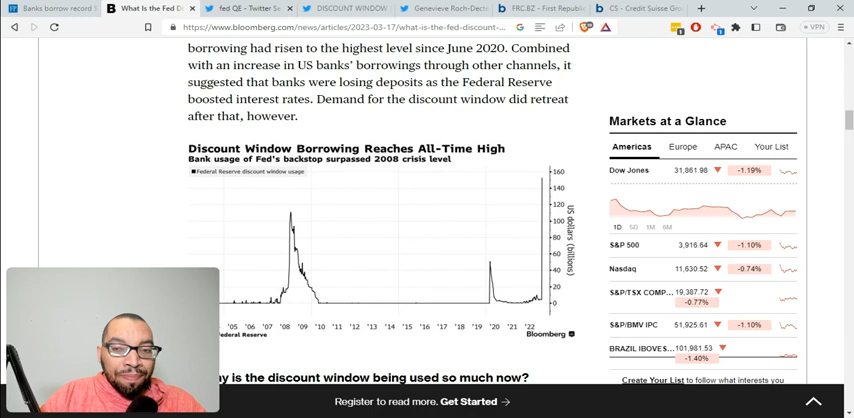 Banks borrow record $
What Is the Fed Di
fed QE - Twitter Se
DISCOUNT WINDOW
Genevieve Roch-Decte
FRC.BZ - First Republic
CS - Credit Suisse Gro
https://www.bloomberg.com/news/articles/2023-03-17/what-is-the-fed-discount-...
VPN
borrowing had risen to the highest level since June 2020. Combined
with an increase in US banks' borrowings through other channels, it
suggested that banks were losing deposits as the Federal Reserve
boosted interest rates. Demand for the discount window did retreat
after that, however.
Discount Window Borrowing Reaches All-Time High
Bank usage of Fed's backstop surpassed 2008 crisis level
Federal Reserve discount window usage
160
140
120
100
80
60
40
20
0
US dollars (billions)
'05 '06 '07 '08 '09 '10 '11 '12 '13 '14 '15 '16 '17 '18 '19 '20 '21 '22
Federal Reserve
Bloomberg
hy is the discount window being used so much now?
Markets at a Glance
Americas Europe APAC Your List
Dow Jones 31,861.98 -1.19%
1D 5D 1M 6M
S&P 500 3,916.64 -1.10%
Nasdaq 11,630.52 -0.74%
S&P/TSX COMP... 19,387.72
-0.77%
S&P/BMV IPC 51,925.61 -1.10%
BRAZIL IBOVES... 101,981.53
-1.40%
Create Your List to follow what interests you
Register to read more. Get Started